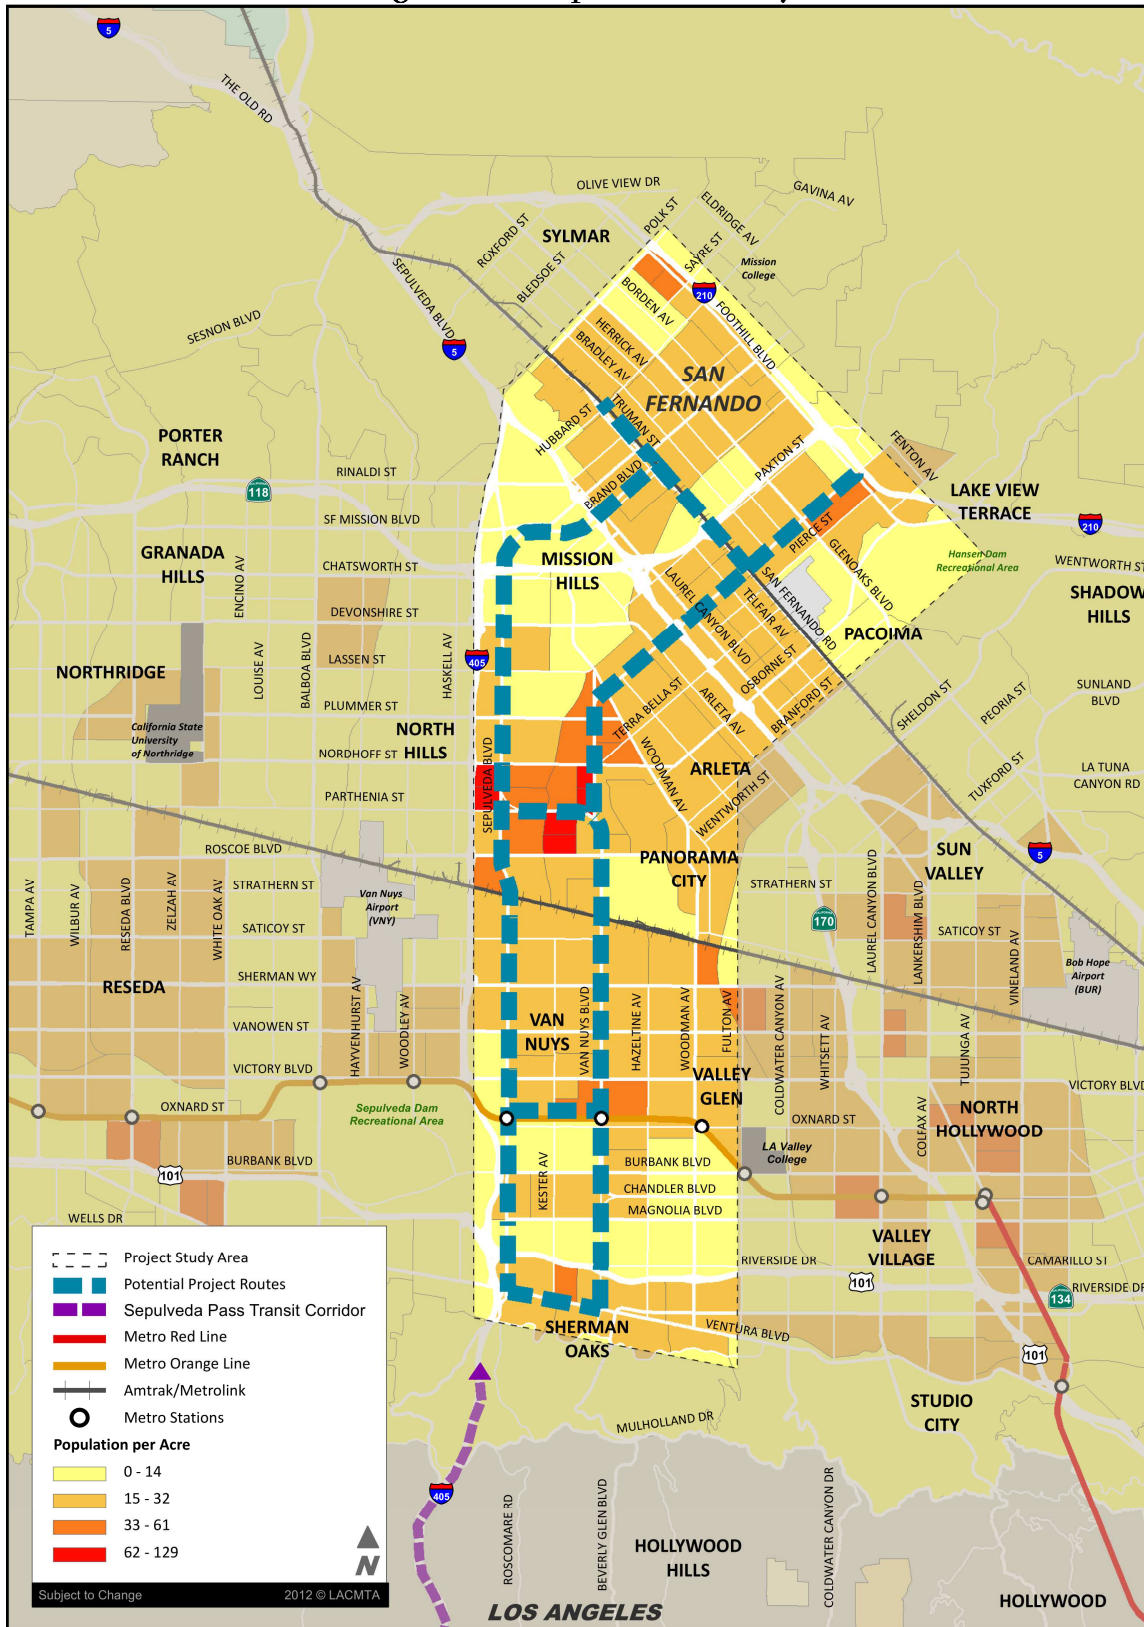 5
THE OLD RD
OLIVE VIEW DR
GAVINA AV
POLK ST
ELDRIDGE AV
ROXFORD ST
SYLMAR
SAYRE ST
BLEDSOE ST
Mission
College
SEPULVEDA BLVD
BORDEN AV
210
SESNON BLVD
5
HERRICK AV
BRADLEY AV
FOOTHILL BLVD
SAN
FERNANDO
HUBBARD ST
TRUMAN ST
PORTER
RANCH
RINALDI ST
118
BRAND BLVD
PAXTON ST
FENTON AV
LAKE VIEW
TERRACE
210
SF MISSION BLVD
PIERCE ST
GRANADA
HILLS
CHATSWORTH ST
MISSION
HILLS
GLENOAKS BLVD
Hansen Dam
Recreational Area
WENTWORTH ST
SHADOW
HILLS
ENCINO AV
DEVONSHIRE ST
LAUREL CANYON BLVD
TELFAIR AV
SAN FERNANDO RD
PACOIMA
NORTHRIDGE
LOUISE AV
BALBOA BLVD
LASSEN ST
HASKELL AV
405
OSBORNE ST
BRANFORD ST
SUNLAND
BLVD
PLUMMER ST
TERRA BELLA ST
ARLETA AV
SHELDON ST
PEORIA ST
California State
University
of Northridge
NORTH
HILLS
NORDHOFF ST
SEPULVEDA BLVD
WOODMAN AV
ARLETA
WENTWORTH ST
TUXFORD ST
LA TUNA
CANYON RD
PARTHENIA ST
ROSCOE BLVD
PANORAMA
CITY
SUN
VALLEY
5
TAMPA AV
WILBUR AV
RESEDA BLVD
ZELZAH AV
WHITE OAK AV
STRATHERN ST
Van Nuys
Airport
(VNY)
STRATHERN ST
170
LAUREL CANYON BLVD
LANKERSHIM BLVD
SATICOY ST
SATICOY ST
VINELAND AV
Bob Hope
Airport
(BUR)
SHERMAN WY
RESEDA
HAYVENHURST AV
WOODLEY AV
VANOWEN ST
VAN
NUYS
VAN NUYS BLVD
HAZELTINE AV
WOODMAN AV
FULTON AV
COLDWATER CANYON AV
WHITSETT AV
TUJUNGA AV
VICTORY BLVD
VALLEY
GLEN
VICTORY BLVD
OXNARD ST
Sepulveda Dam
Recreational Area
OXNARD ST
COLFAX AV
NORTH
HOLLYWOOD
LA Valley
College
BURBANK BLVD
101
KESTER AV
BURBANK BLVD
CHANDLER BLVD
MAGNOLIA BLVD
WELLS DR
VALLEY
VILLAGE
RIVERSIDE DR
101
CAMARILLO ST
RIVERSIDE DR
134
SHERMAN
OAKS
VENTURA BLVD
101
STUDIO
CITY
MULHOLLAND DR
405
ROSCOMARE RD
BEVERLY GLEN BLVD
COLDWATER CANYON DR
HOLLYWOOD
HILLS
HOLLYWOOD
LOS ANGELES
Project Study Area
Potential Project Routes
Sepulveda Pass Transit Corridor
Metro Red Line
Metro Orange Line
Amtrak/Metrolink
Metro Stations
Population per Acre
0 - 14
15 - 32
33 - 61
62 - 129
N
Subject to Change
2012 © LACMTA